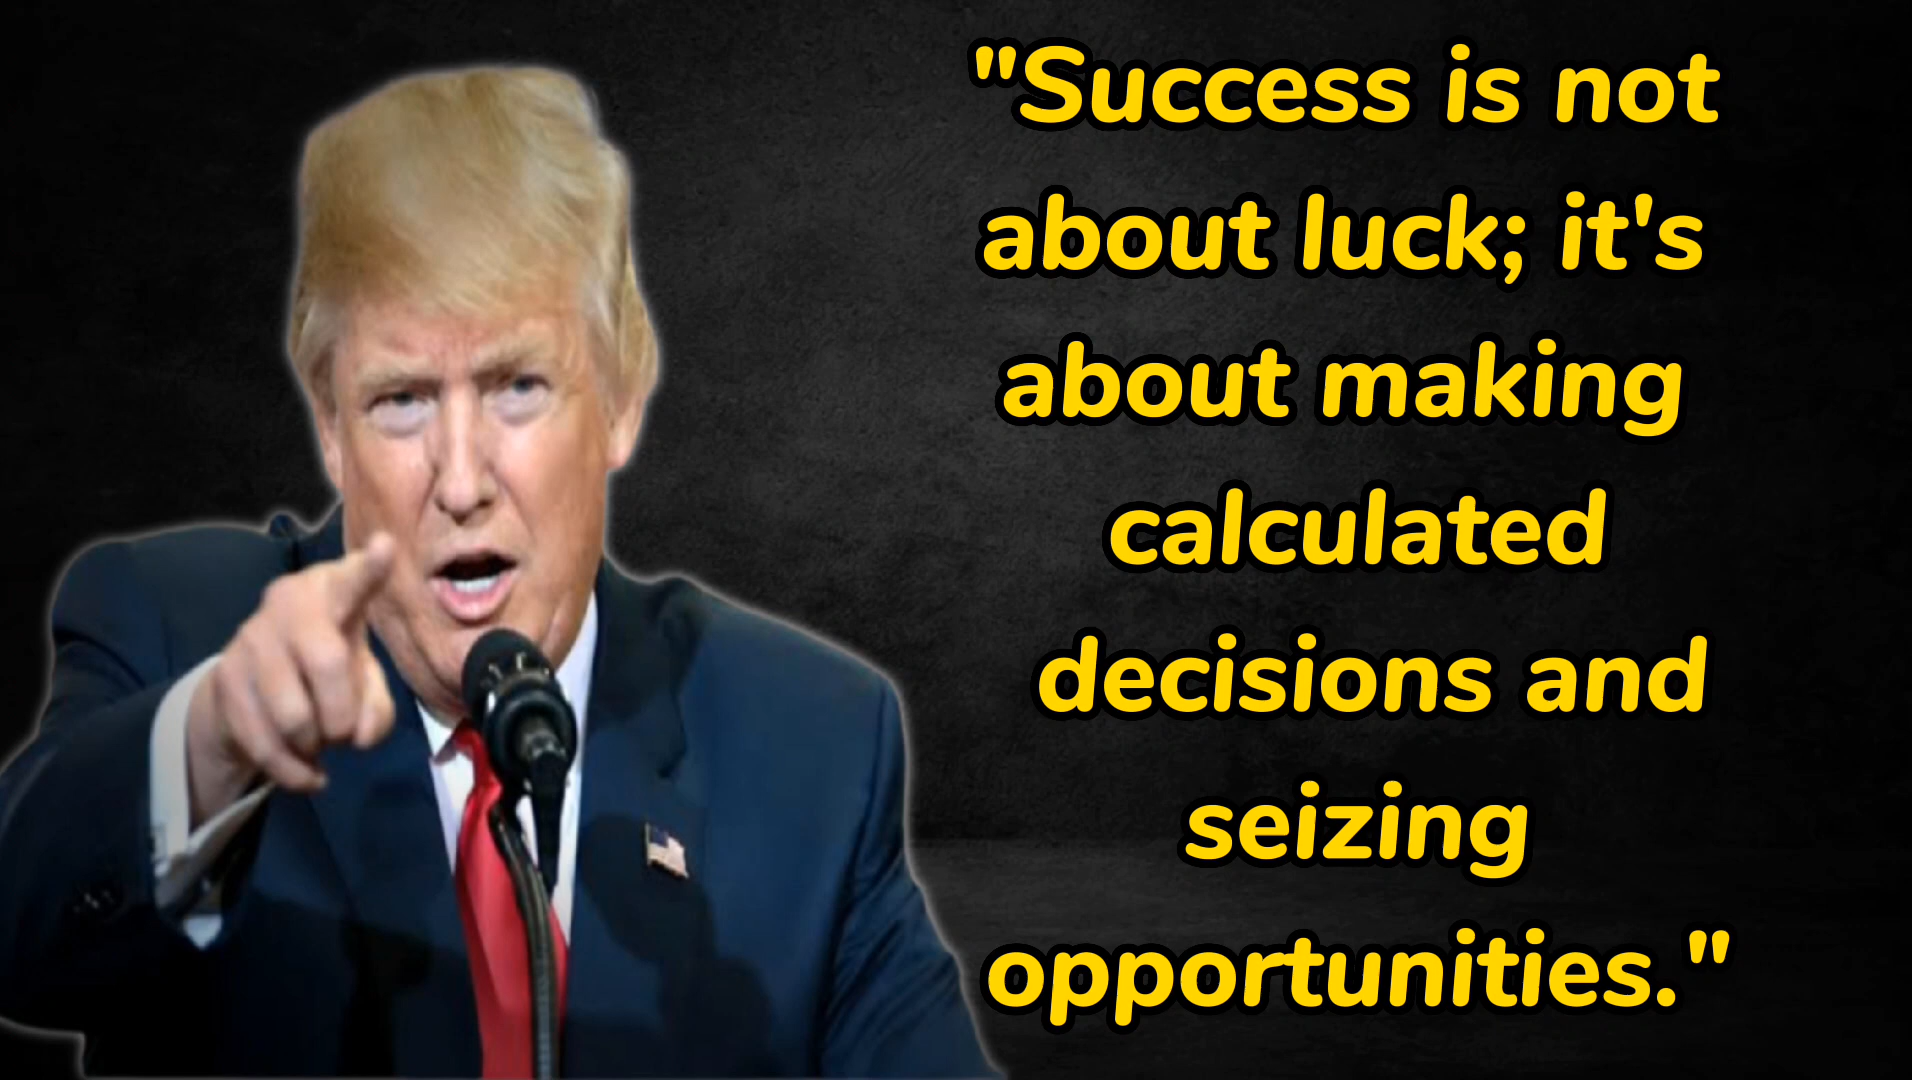 "Success is not
about luck; it's
about making
calculated
decisions and
seizing
opportunities."